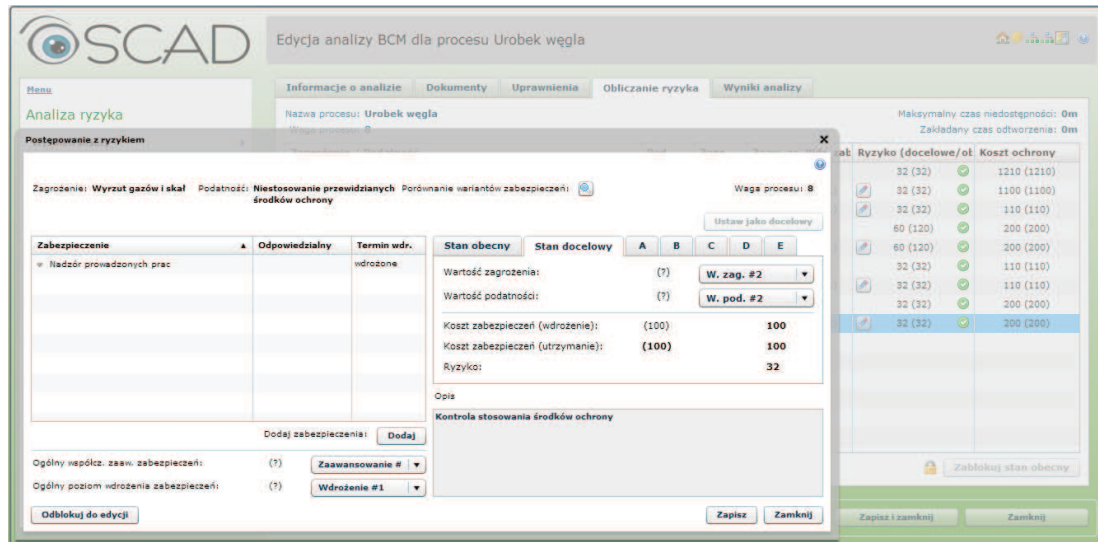 OSCAD
Edycja analizy BCM dla procesu Urobek węgla
Menu
Analiza ryzyka
Informacje o analizie
Dokumenty
Uprawnienia
Obliczanie ryzyka
Wyniki analizy
Nazwa procesu: Urobek węgla
Maksymalny czas niedostępności: 0m
Waga procesu: 8
Zakładany czas odtworzenia: 0m
Postępowanie z ryzykiem
Ryzyko (docelowe/ob
Koszt ochrony
32 (32) 1210 (1210)
32 (32) 1100 (1100)
32 (32) 110 (110)
60 (120) 200 (200)
60 (120) 200 (200)
32 (32) 110 (110)
32 (32) 110 (110)
32 (32) 200 (200)
32 (32) 200 (200)
Zagrożenie: Wyrzut gazów i skał
Podatność: Niestosowanie przewidzianych
środków ochrony
Porównanie wariantów zabezpieczeń:
Waga procesu: 8
Ustaw jako docelowy
Zabezpieczenie
Odpowiedzialny
Termin wdr.
Nadzór prowadzonych prac
wdrożone
Dodaj zabezpieczenia: Dodaj
Ogólny współcz. zaaw. zabezpieczeń: (?) Zaawansowanie #
Ogólny poziom wdrożenia zabezpieczeń: (?) Wdrożenie #1
Stan obecny
Stan docelowy
A
B
C
D
E
Wartość zagrożenia: (?) W. zag. #2
Wartość podatności: (?) W. pod. #2
Koszt zabezpieczeń (wdrożenie): (100) 100
Koszt zabezpieczeń (utrzymanie): (100) 100
Ryzyko: 32
Opis
Kontrola stosowania środków ochrony
Odblokuj do edycji
Zapisz
Zamknij
Zablokuj stan obecny
Zapisz i zamknij
Zamknij